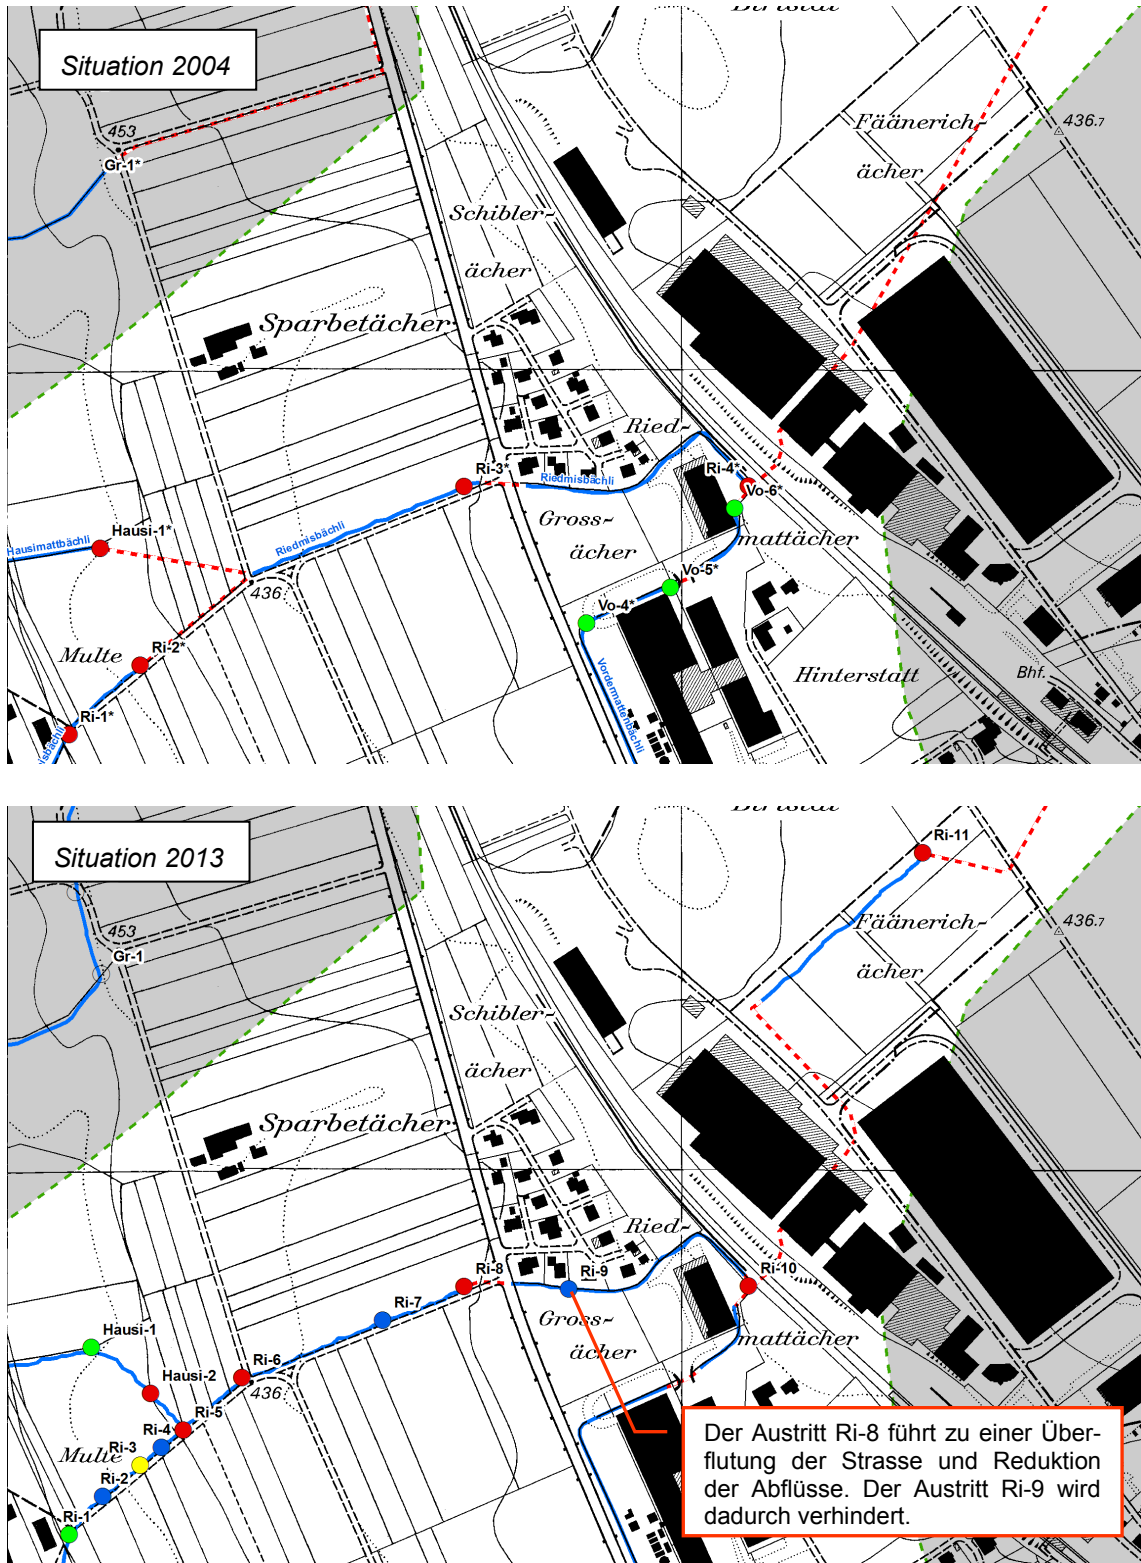 Birlstal
Situation 2004
453
Gr-1*
Fäänerich-
ächer
436.7
Schibler-
ächer
Sparbetächer
Ried-
Ri-3*
Riedmisbächli
Ri-4*
Vo-6*
Gross-
ächer
mattächer
Hausi-1*
Hausimattbächli
Riedmisbächli
436
Vo-5*
Vo-4*
Multe
Ri-2*
Vordermattenbächli
Hinterstatt
Bhf.
Ri-1*
isbächli
Situation 2013
Ri-11
453
Gr-1
Fäänerich-
ächer
436.7
Schibler-
ächer
Sparbetächer
Ried-
Ri-8
Ri-9
Ri-10
Ri-7
Gross-
ächer
mattächer
Hausi-1
Ri-6
436
Hausi-2
Ri-5
Ri-4
Ri-3
Multe
Ri-2
Ri-1
Der Austritt Ri-8 führt zu einer Über-
flutung der Strasse und Reduktion
der Abflüsse. Der Austritt Ri-9 wird
dadurch verhindert.